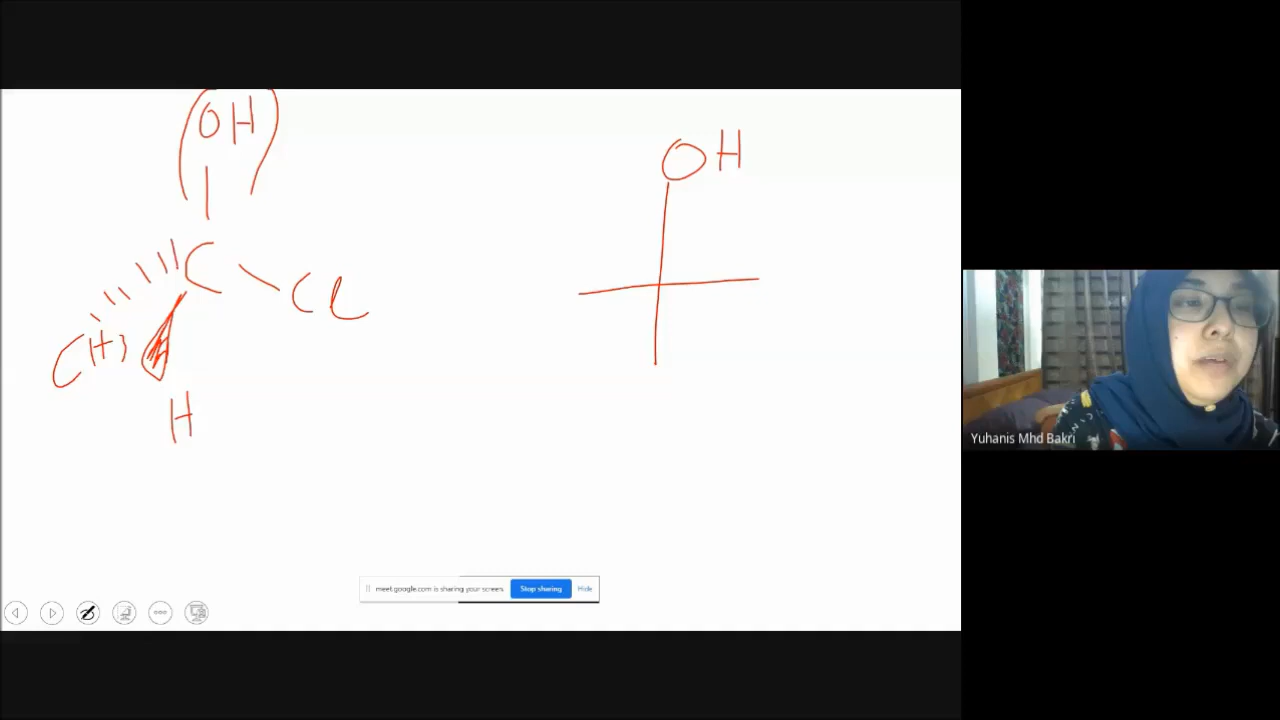 OH
C
Cl
CH3
H
OH
meet.google.com is sharing your screen.
Stop sharing
Hide
Yuhanis Mhd Bakri